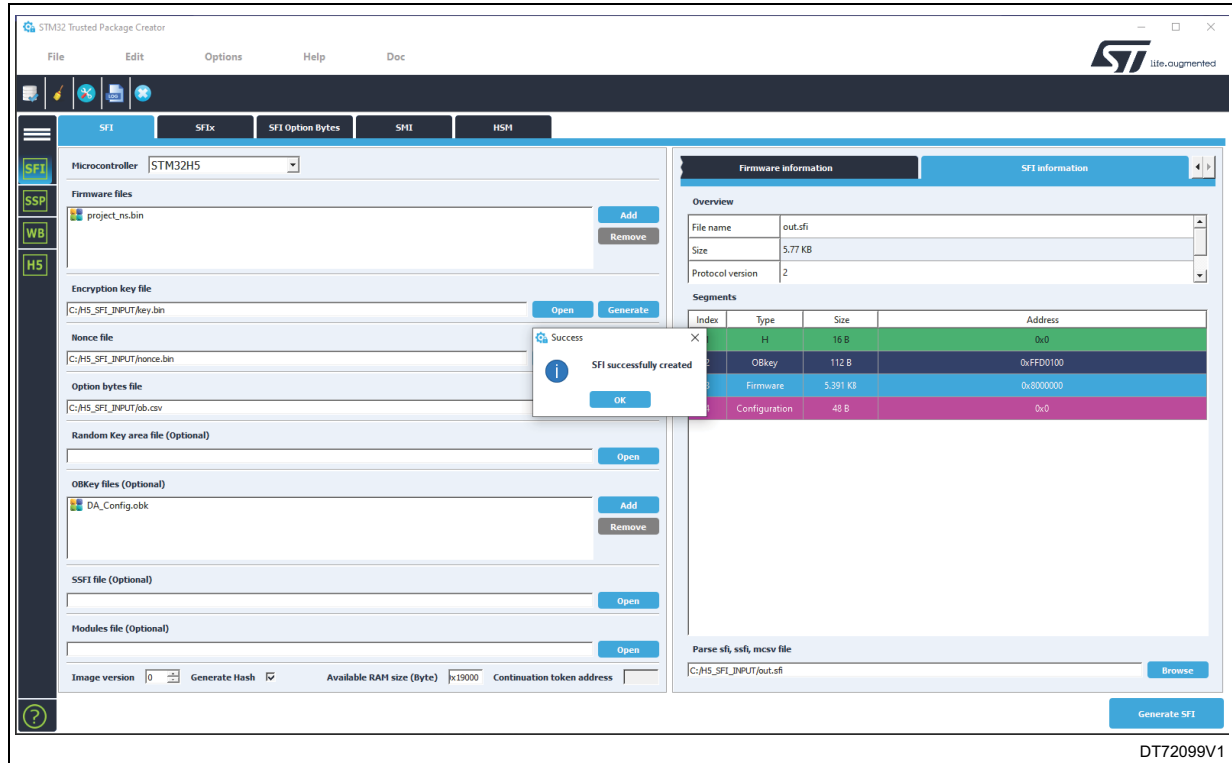 STM32 Trusted Package Creator
File Edit Options Help Doc
ST life.augmented
LOG
SFI SFIx SFI Option Bytes SMI HSM
SFI
SSP
WB
H5
Microcontroller STM32H5
Firmware files
project_ns.bin
Add
Remove
Encryption key file
C:/H5_SFI_INPUT/key.bin Open Generate
Nonce file
C:/H5_SFI_INPUT/nonce.bin
Option bytes file
C:/H5_SFI_INPUT/ob.csv
Random Key area file (Optional)
Open
OBKey files (Optional)
DA_Config.obk
Add
Remove
SSFI file (Optional)
Open
Modules file (Optional)
Open
Image version 0 Generate Hash Available RAM size (Byte) 0x19000 Continuation token address
Success
SFI successfully created
OK
Firmware information SFI information
Overview
File name out.sfi
Size 5.77 KB
Protocol version 2
Segments
Index Type Size Address
H 16 B 0x0
2 OBkey 112 B 0xFFD0100
Firmware 5.391 KB 0x8000000
Configuration 48 B 0x0
Parse sfi, ssfi, mcsv file
C:/H5_SFI_INPUT/out.sfi Browse
Generate SFI
DT72099V1